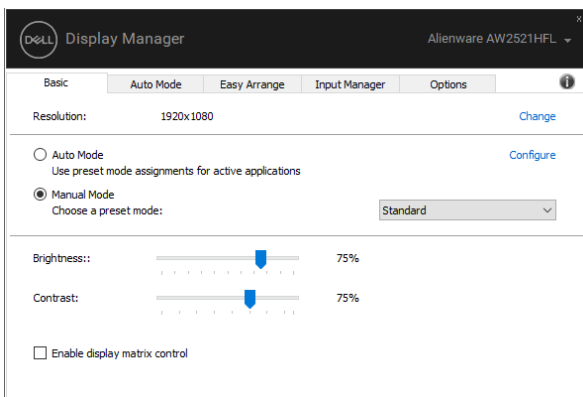 DELL Display Manager Alienware AW2521HFL
x
Basic Auto Mode Easy Arrange Input Manager Options
Resolution: 1920x1080 Change
Auto Mode Configure
Use preset mode assignments for active applications
Manual Mode
Choose a preset mode: Standard
Brightness:: 75%
Contrast: 75%
Enable display matrix control